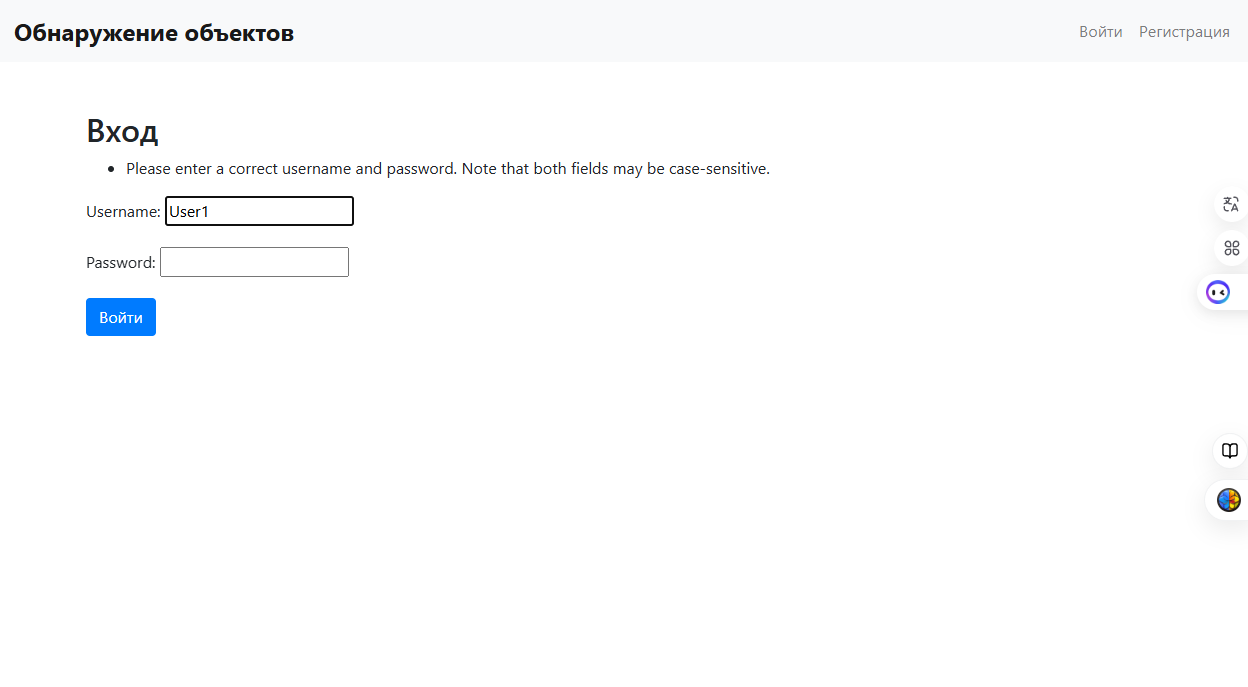 Обнаружение объектов
Войти Регистрация
Вход
Please enter a correct username and password. Note that both fields may be case-sensitive.
Username: User1
Password:
Войти